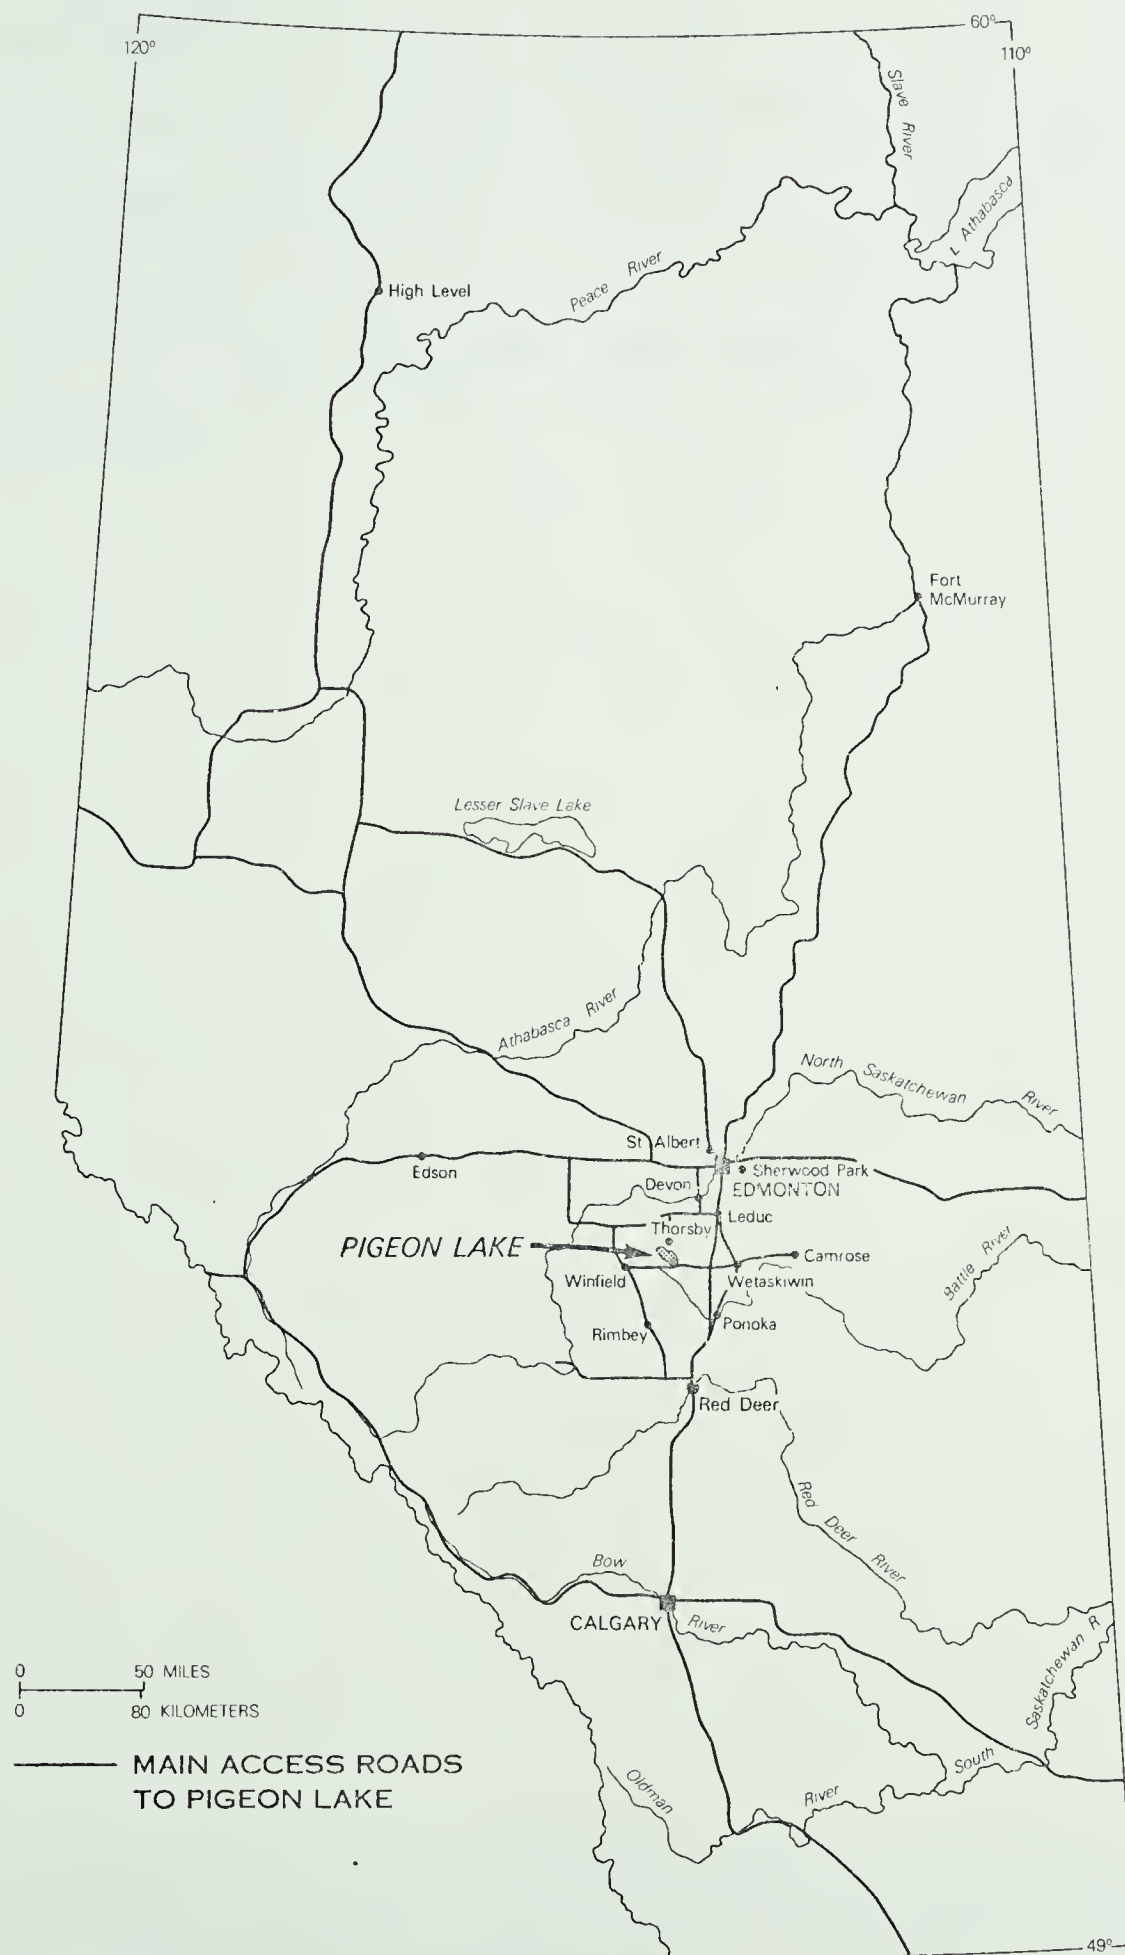 60°
120°
110°
Slave River
L Athabasca
Peace River
High Level
Fort
McMurray
Lesser Slave Lake
Athabasca River
North Saskatchewan River
St Albert
Edson
Sherwood Park
Devon
EDMONTON
Leduc
Thorsby
PIGEON LAKE
Camrose
Battle River
Winfield
Wetaskiwin
Ponoka
Rimbey
Red Deer
Red Deer River
Bow
CALGARY
River
Saskatchewan R
0 50 MILES
0 80 KILOMETERS
South
Oldman
River
MAIN ACCESS ROADS
TO PIGEON LAKE
49°